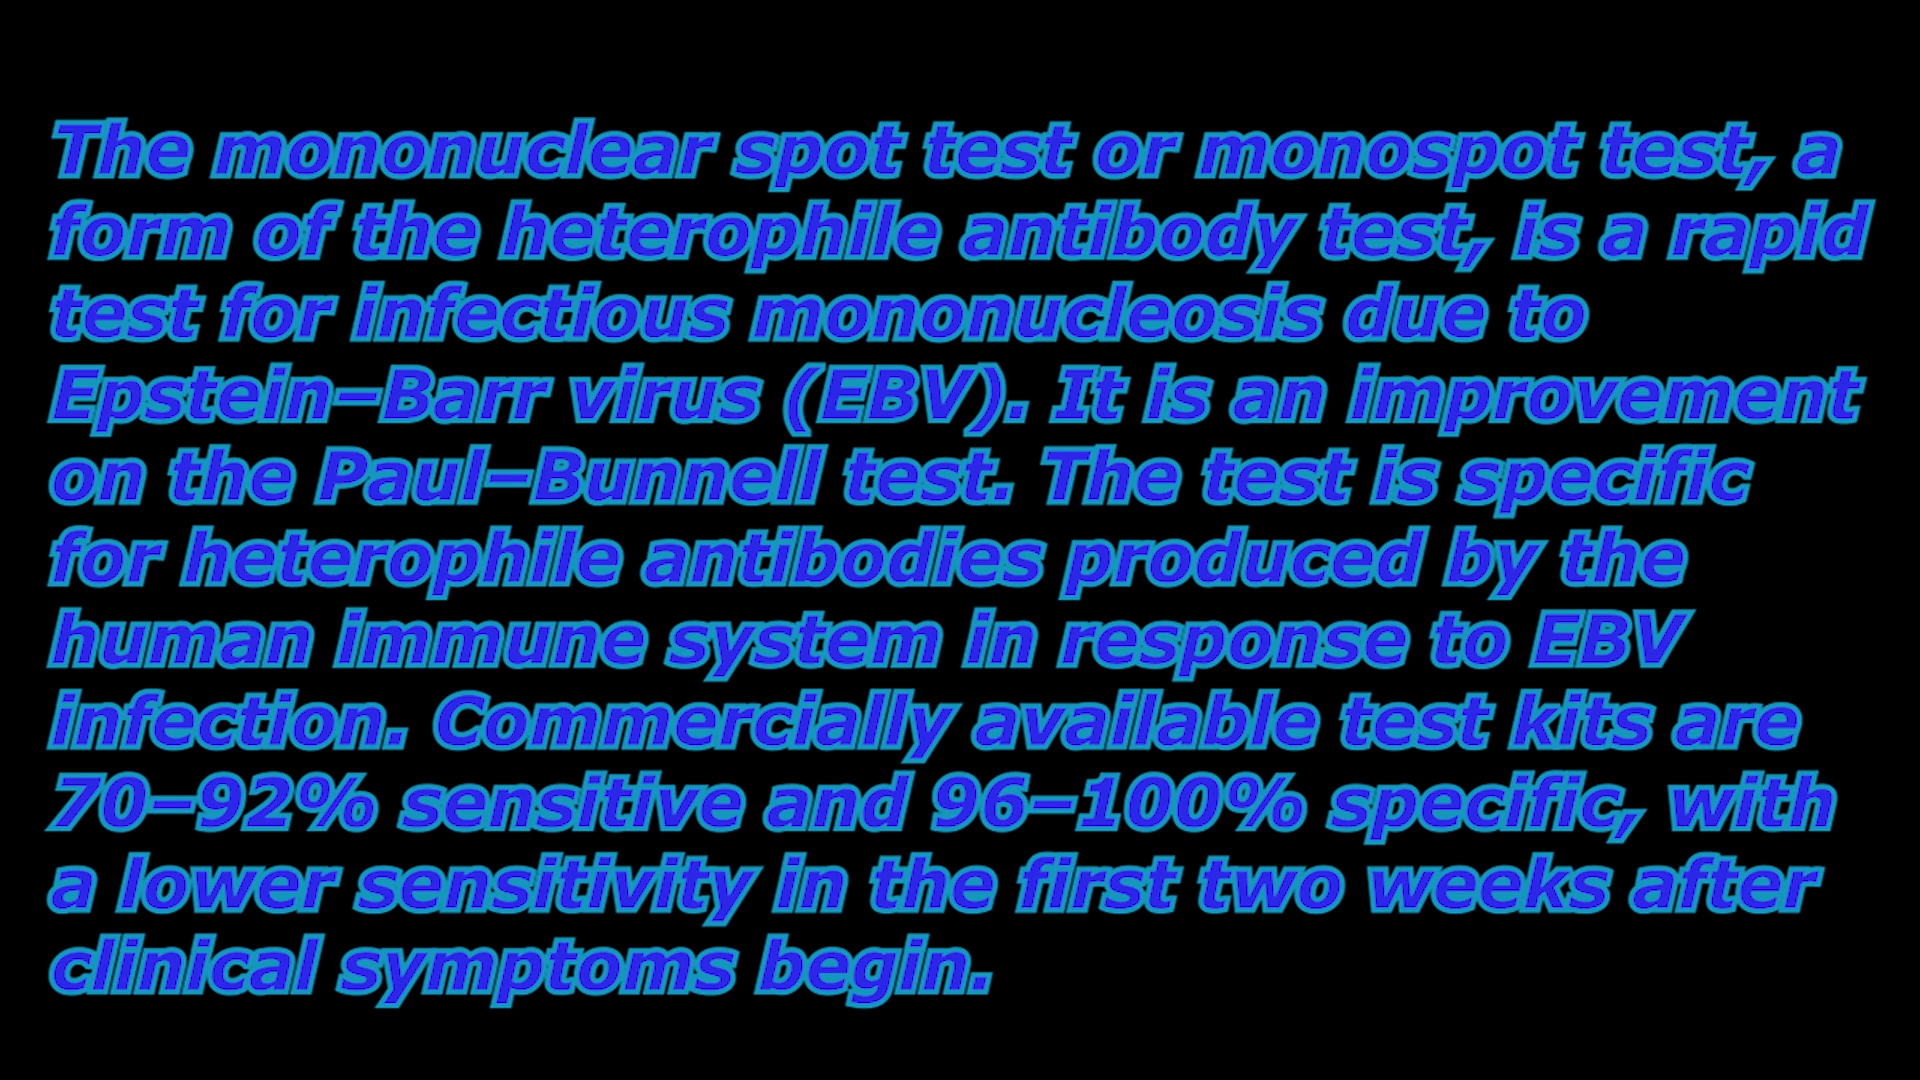 The mononuclear spot test or monospot test, a
form of the heterophile antibody test, is a rapid
test for infectious mononucleosis due to
Epstein–Barr virus (EBV). It is an improvement
on the Paul–Bunnell test. The test is specific
for heterophile antibodies produced by the
human immune system in response to EBV
infection. Commercially available test kits are
70–92% sensitive and 96–100% specific, with
a lower sensitivity in the first two weeks after
clinical symptoms begin.